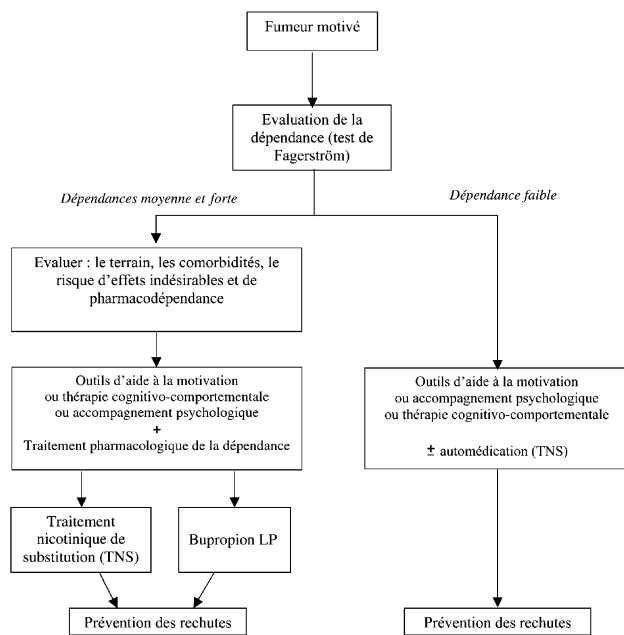 Fumeur motivé
Evaluation de la
dépendance (test de
Fagerström)
Dépendances moyenne et forte
Dépendance faible
Evaluer : le terrain, les comorbidités, le
risque d’effets indésirables et de
pharmacodépendance
Outils d’aide à la motivation
ou thérapie cognitivo-comportementale
ou accompagnement psychologique
+
Traitement pharmacologique de la dépendance
Outils d’aide à la motivation
ou accompagnement psychologique
ou thérapie cognitivo-comportementale
± automédication (TNS)
Traitement
nicotinique de
substitution (TNS)
Bupropion LP
Prévention des rechutes
Prévention des rechutes